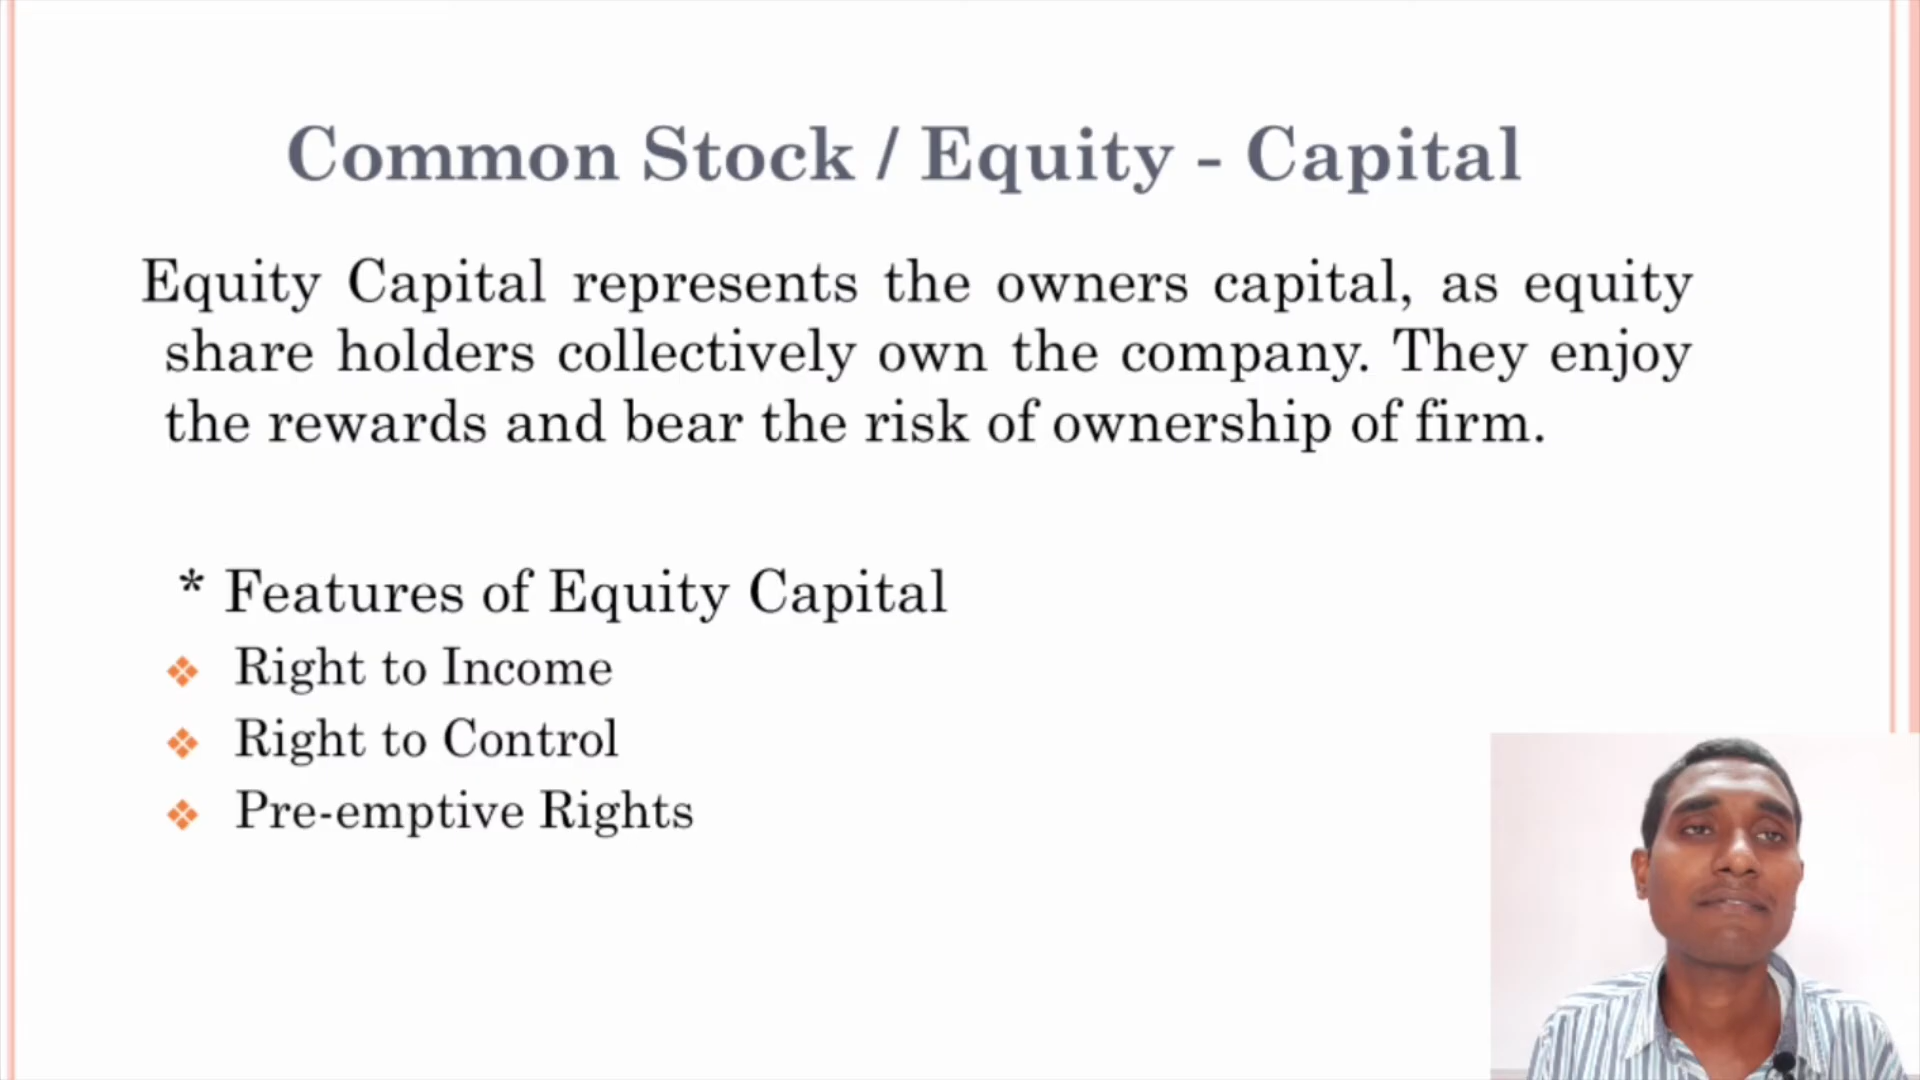 Common Stock / Equity - Capital
Equity Capital represents the owners capital, as equity
share holders collectively own the company. They enjoy
the rewards and bear the risk of ownership of firm.
* Features of Equity Capital
❖ Right to Income
❖ Right to Control
❖ Pre-emptive Rights